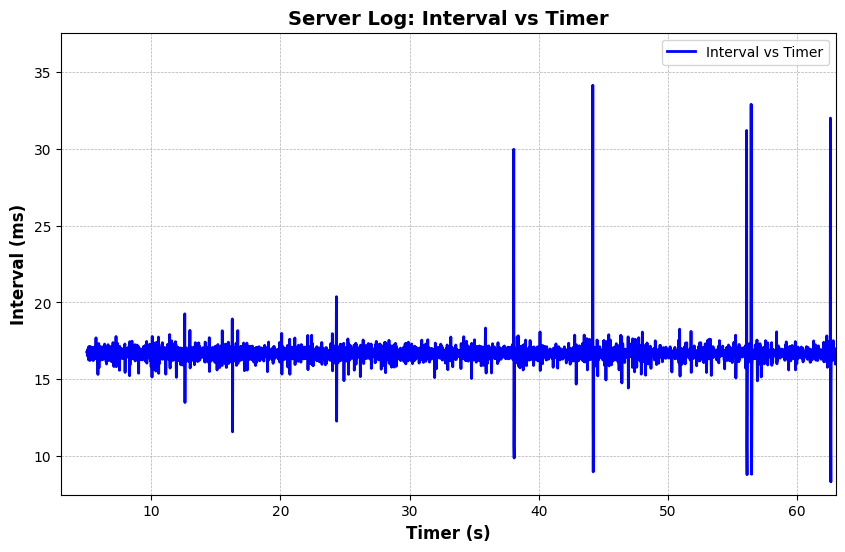 Server Log: Interval vs Timer
Interval vs Timer
35
30
25
20
15
10
Interval (ms)
10 20 30 40 50 60
Timer (s)